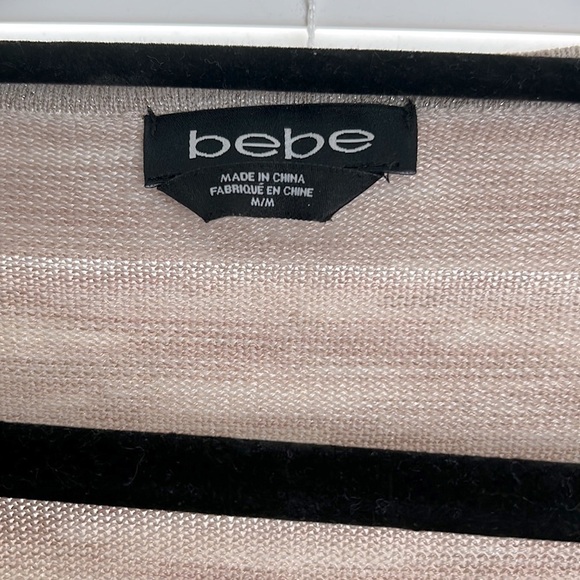 bebe
MADE IN CHINA
FABRIQUÉ EN CHINE
M/M